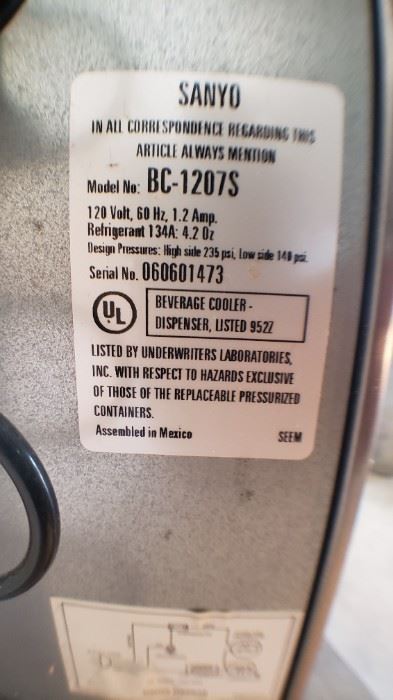 SANYO
IN ALL CORRESPONDENCE REGARDING THIS
ARTICLE ALWAYS MENTION
Model No: BC-1207S
120 Volt, 60 Hz, 1.2 Amp.
Refrigerant 134A: 4.2 Oz
Design Pressures: High side 235 psi, Low side 140 psi.
Serial No. 060601473
UL
BEVERAGE COOLER -
DISPENSER, LISTED 952Z
LISTED BY UNDERWRITERS LABORATORIES,
INC. WITH RESPECT TO HAZARDS EXCLUSIVE
OF THOSE OF THE REPLACEABLE PRESSURIZED
CONTAINERS.
Assembled in Mexico SEEM